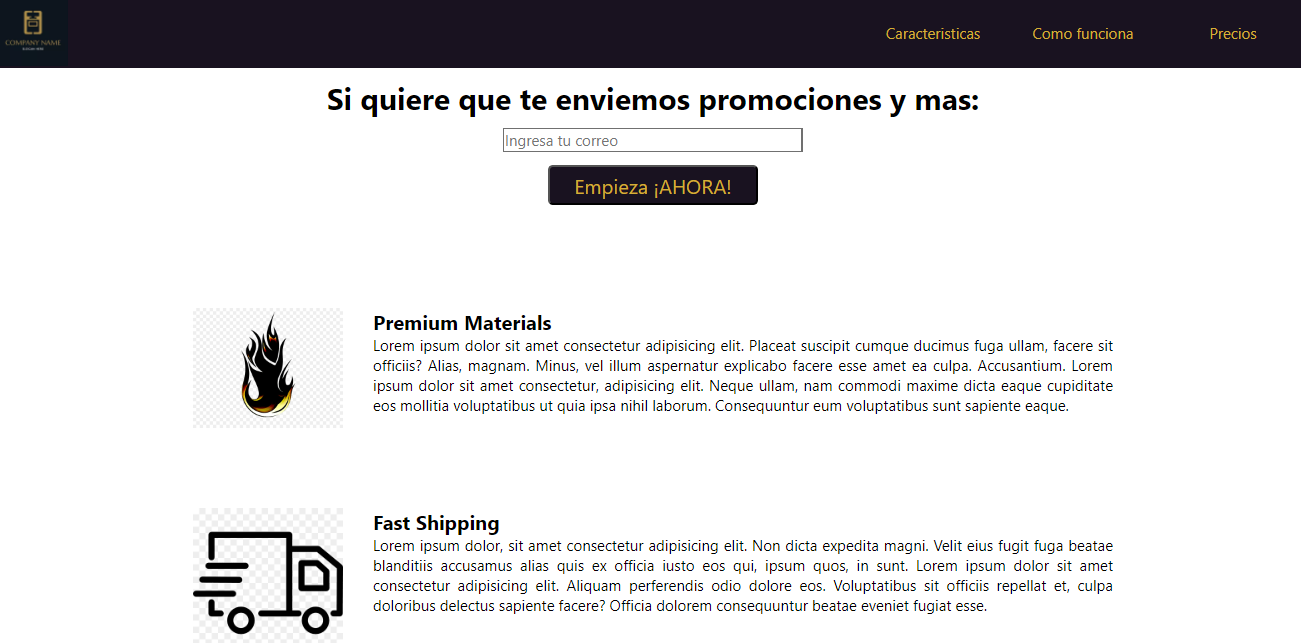 COMPANY NAME
SLOGAN HERE
Caracteristicas
Como funciona
Precios
Si quiere que te enviemos promociones y mas:
Ingresa tu correo
Empieza ¡AHORA!
Premium Materials
Lorem ipsum dolor sit amet consectetur adipisicing elit. Placeat suscipit cumque ducimus fuga ullam, facere sit
officiis? Alias, magnam. Minus, vel illum aspernatur explicabo facere esse amet ea culpa. Accusantium. Lorem
ipsum dolor sit amet consectetur, adipisicing elit. Neque ullam, nam commodi maxime dicta eaque cupiditate
eos mollitia voluptatibus ut quia ipsa nihil laborum. Consequuntur eum voluptatibus sunt sapiente eaque.
Fast Shipping
Lorem ipsum dolor, sit amet consectetur adipisicing elit. Non dicta expedita magni. Velit eius fugit fuga beatae
blanditiis accusamus alias quis ex officia iusto eos qui, ipsum quos, in sunt. Lorem ipsum dolor sit amet
consectetur adipisicing elit. Aliquam perferendis odio dolore eos. Voluptatibus sit officiis repellat et, culpa
doloribus delectus sapiente facere? Officia dolorem consequuntur beatae eveniet fugiat esse.